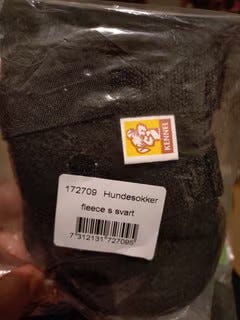 KENNEL
172709 Hundesokker
fleece s svart
7 312131 727095